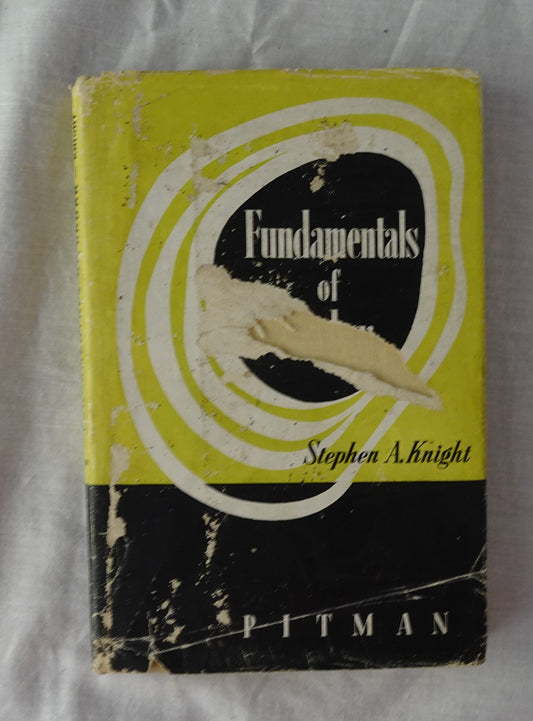 Fundamentals
of
Stephen A. Knight
PITMAN